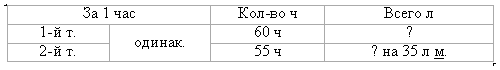 За 1 час Кол-во ч Всего л
1-й т. одинак. 60 ч ?
2-й т. 55 ч ? на 35 л м.